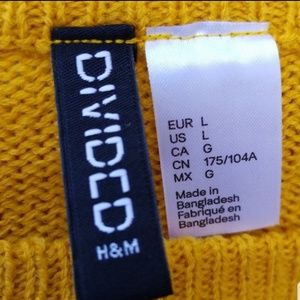 DIVIDED
H&M
EUR L
US L
CA G
CN 175/104A
MX G
Made in
Bangladesh
Fabriqué en
Bangladesh